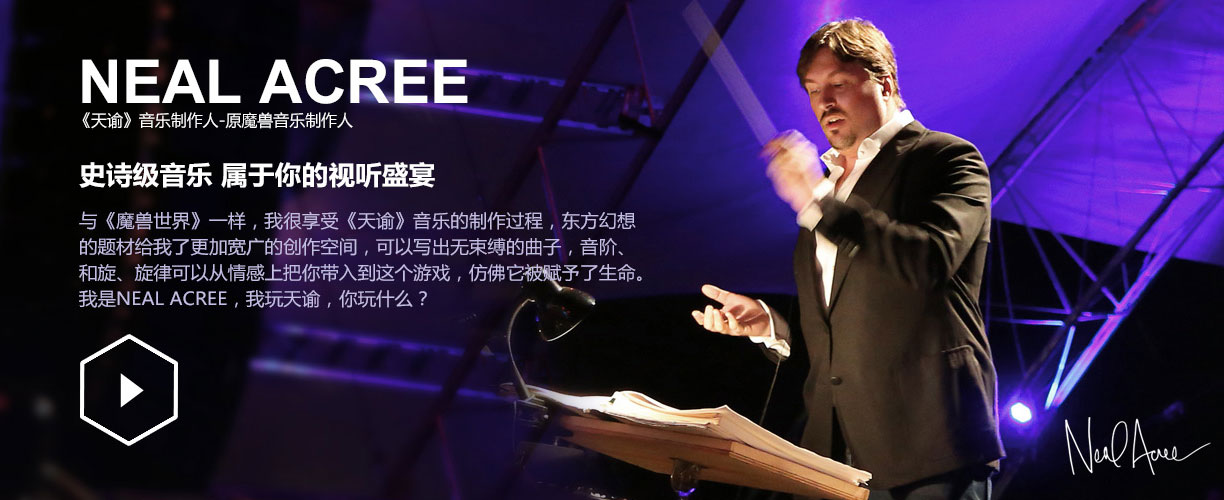 NEAL ACREE
《天谕》音乐制作人-原魔兽音乐制作人
史诗级音乐 属于你的视听盛宴
与《魔兽世界》一样，我很享受《天谕》音乐的制作过程，东方幻想
的题材给我了更加宽广的创作空间，可以写出无束缚的曲子，音阶、
和旋、旋律可以从情感上把你带入到这个游戏，仿佛它被赋予了生命。
我是NEAL ACREE，我玩天谕，你玩什么？
Neal Acree